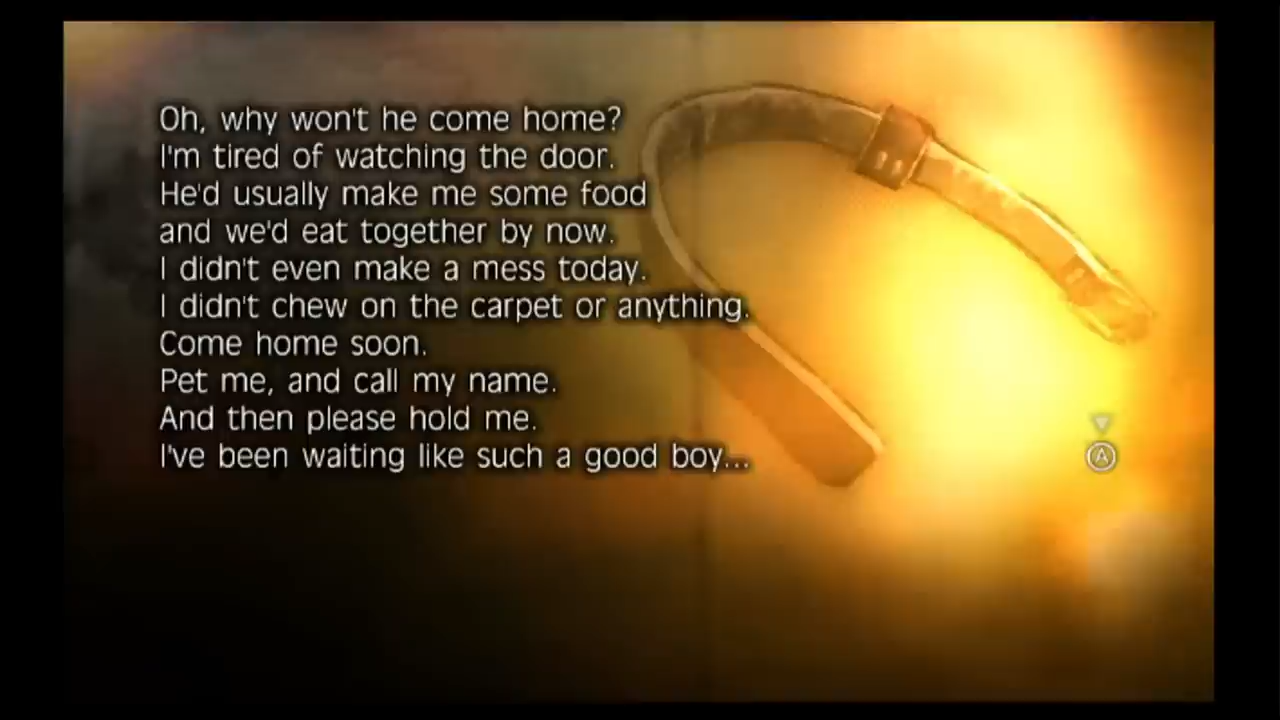 Oh, why won't he come home?
I'm tired of watching the door.
He'd usually make me some food
and we'd eat together by now.
I didn't even make a mess today.
I didn't chew on the carpet or anything.
Come home soon.
Pet me, and call my name.
And then please hold me.
I've been waiting like such a good boy...
A